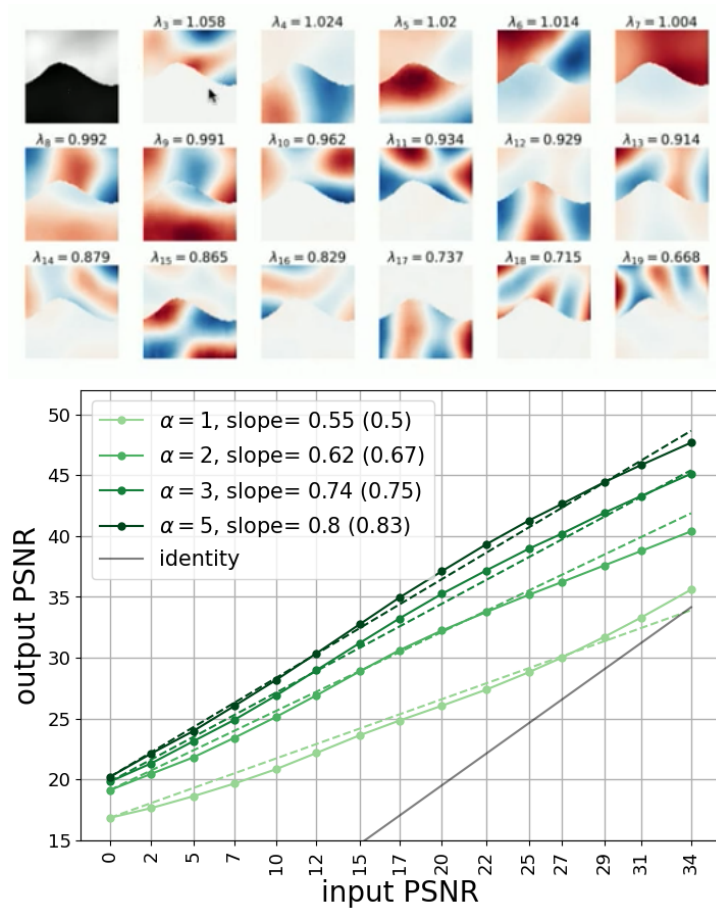 λ3 = 1.058 λ4 = 1.024 λ5 = 1.02 λ6 = 1.014 λ7 = 1.004
λ8 = 0.992 λ9 = 0.991 λ10 = 0.962 λ11 = 0.934 λ12 = 0.929 λ13 = 0.914
λ14 = 0.879 λ15 = 0.865 λ16 = 0.829 λ17 = 0.737 λ18 = 0.715 λ19 = 0.668
α = 1, slope= 0.55 (0.5)
α = 2, slope= 0.62 (0.67)
α = 3, slope= 0.74 (0.75)
α = 5, slope= 0.8 (0.83)
identity
output PSNR
50
45
40
35
30
25
20
15
0 2 5 7 10 12 15 17 20 22 25 27 29 31 34
input PSNR